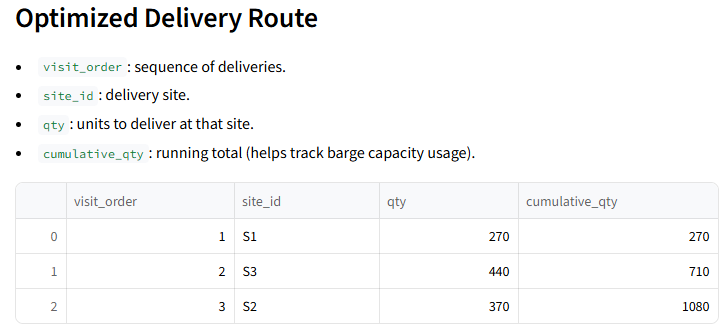 Optimized Delivery Route
• visit_order : sequence of deliveries.
• site_id : delivery site.
• qty : units to deliver at that site.
• cumulative_qty : running total (helps track barge capacity usage).
visit_order site_id qty cumulative_qty
0 1 S1 270 270
1 2 S3 440 710
2 3 S2 370 1080